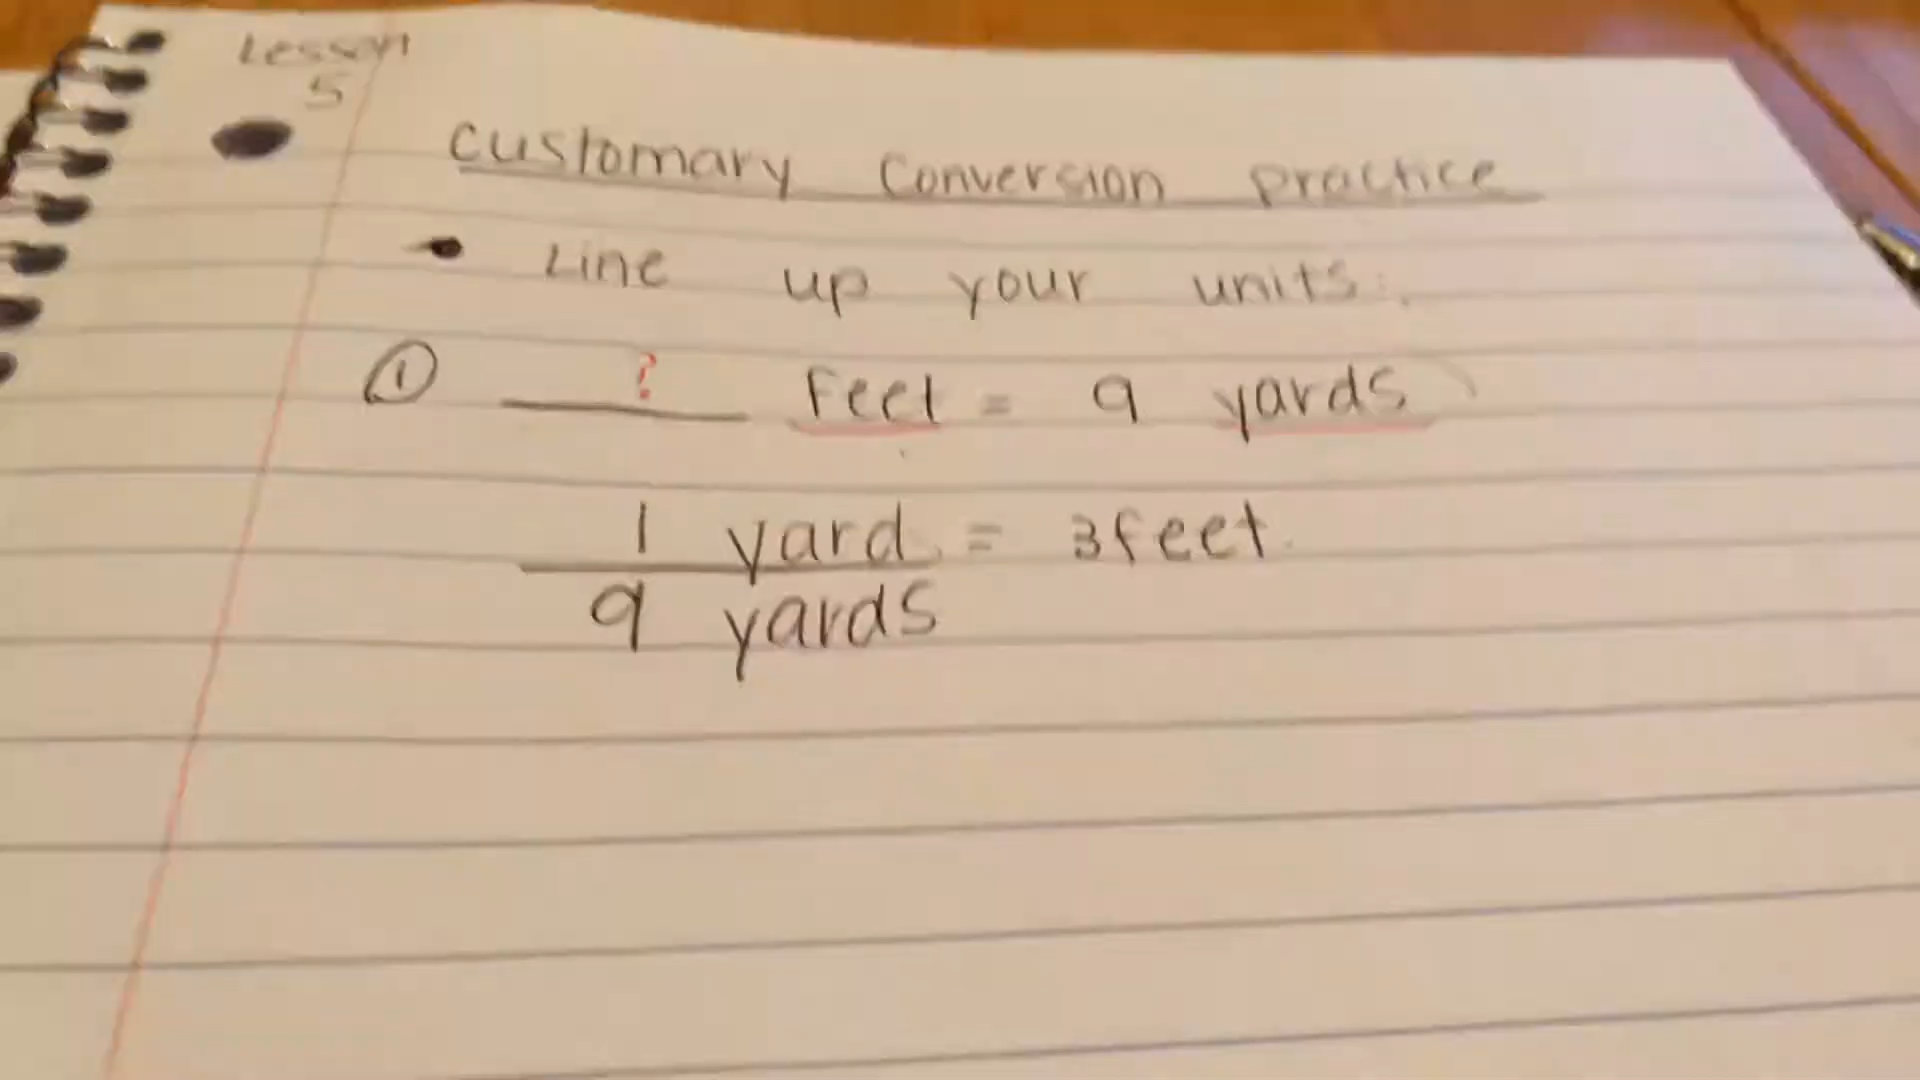 Lesson
5
Customary Conversion practice
• Line up your units.
① ? Feet = 9 yards
1 yard = 3 feet.
9 yards